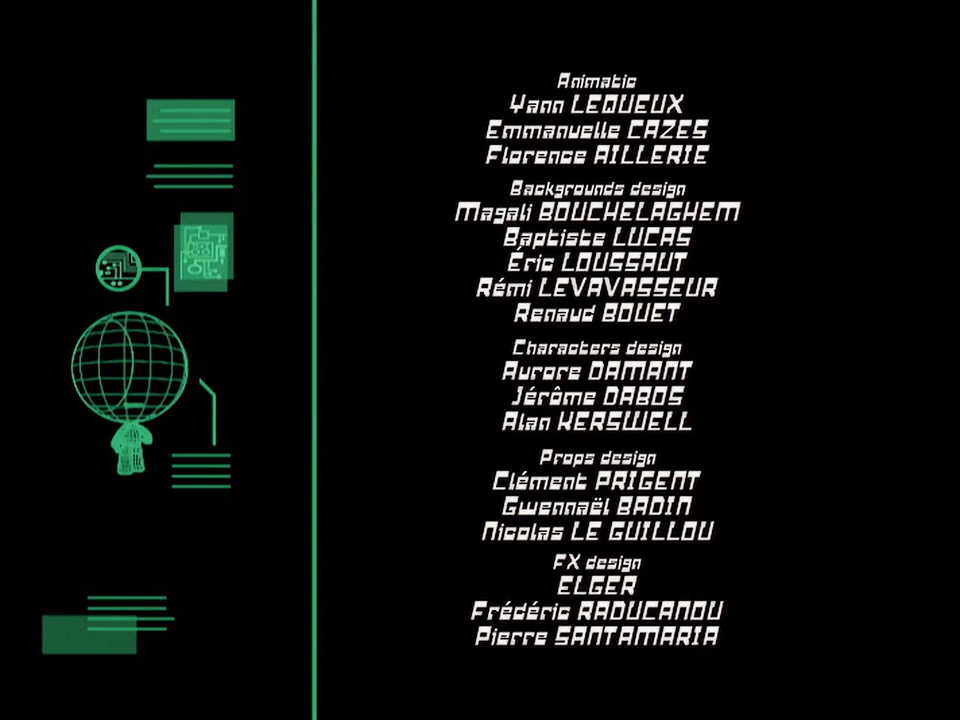 Animatic
Yann LEQUEUX
Emmanuelle CAZES
Florence AILLERIE
Backgrounds design
Magali BOUCHELAGHEM
Baptiste LUCAS
Éric LOUSSAUT
Rémi LEVAVASSEUR
Renaud BOUET
Characters design
Aurore DAMANT
Jérôme DABOS
Alan KERSWELL
Props design
Clément PRIGENT
Gwennaël BADIN
Nicolas LE GUILLOU
FX design
ELGER
Frédéric RADUCANOU
Pierre SANTAMARIA